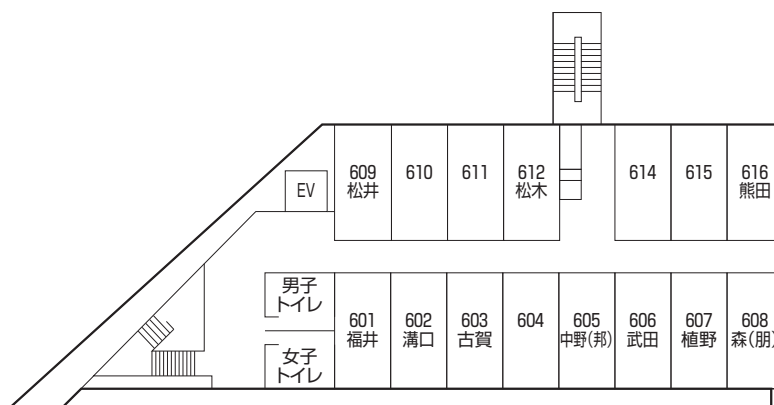 EV
609
松井
610
611
612
松木
614
615
616
熊田
男子
トイレ
女子
トイレ
601
福井
602
溝口
603
古賀
604
605
中野(邦)
606
武田
607
植野
608
森(朋)